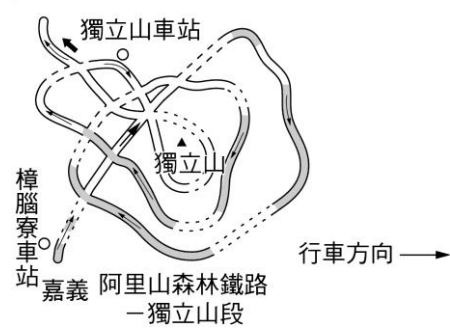 獨立山車站
獨立山
樟腦寮車站
嘉義
阿里山森林鐵路
－獨立山段
行車方向